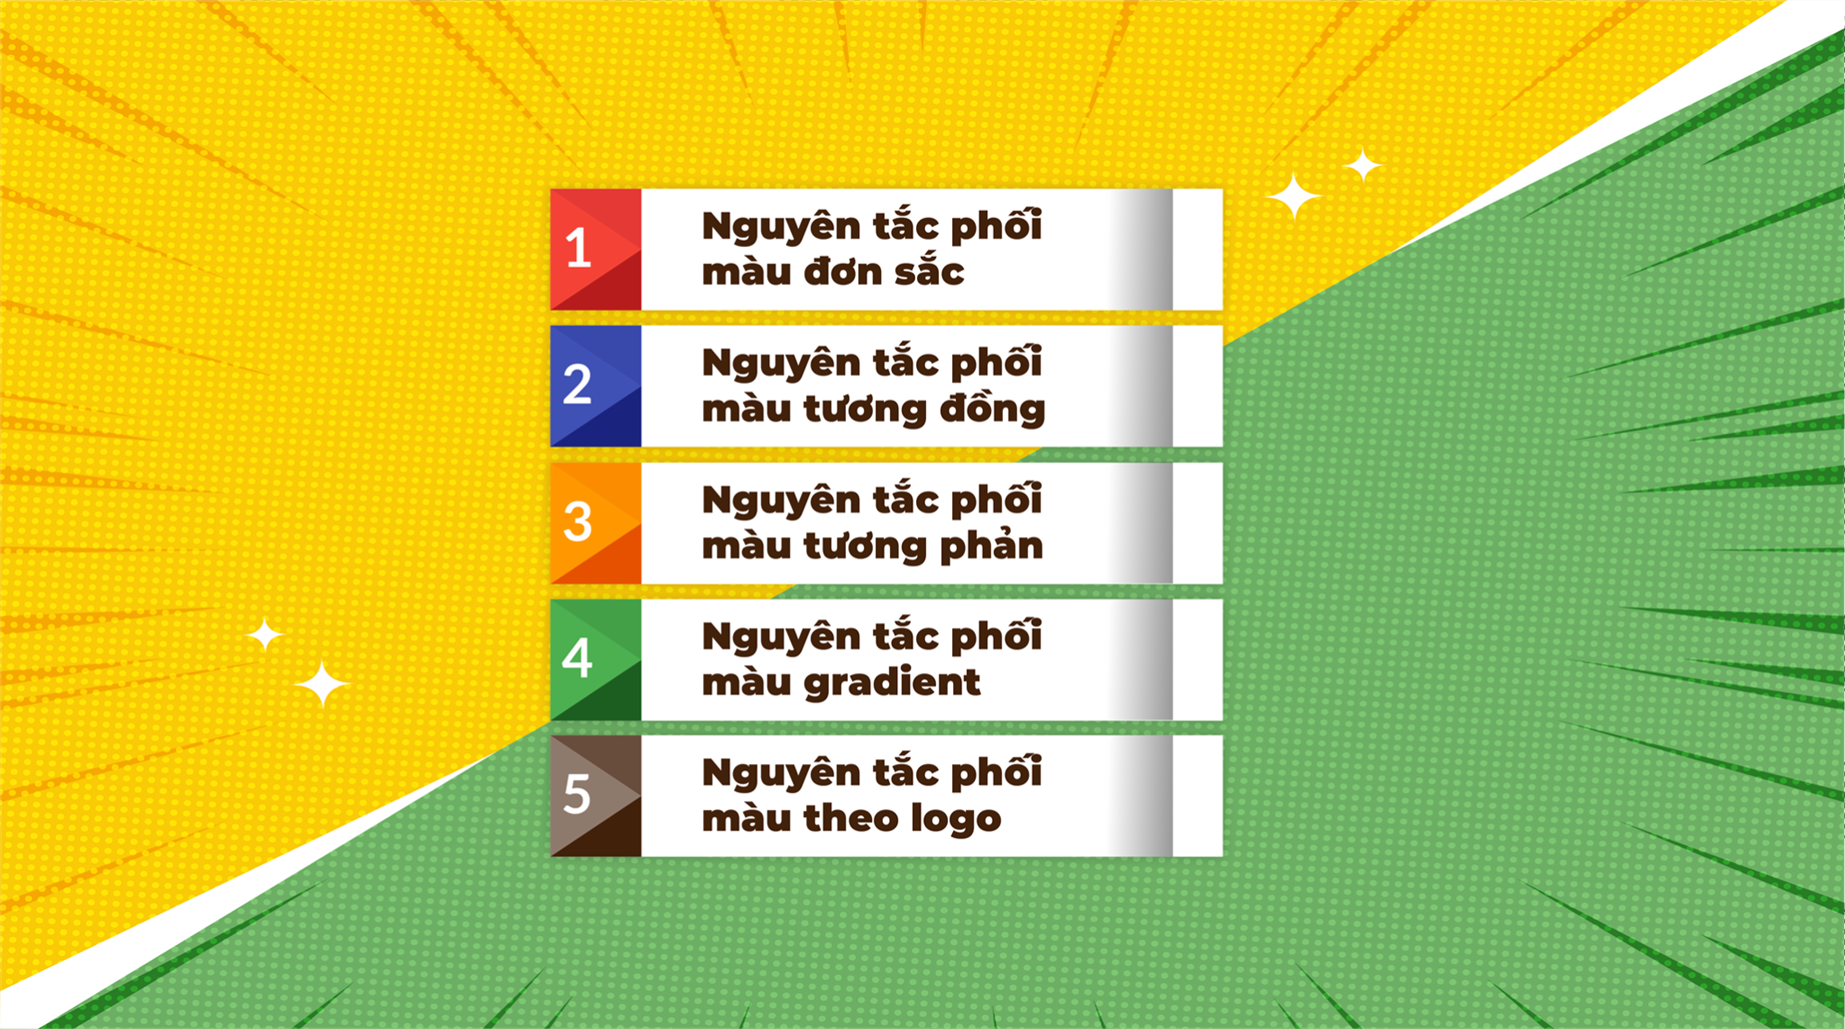 1
Nguyên tắc phối
màu đơn sắc
2
Nguyên tắc phối
màu tương đồng
3
Nguyên tắc phối
màu tương phản
4
Nguyên tắc phối
màu gradient
5
Nguyên tắc phối
màu theo logo